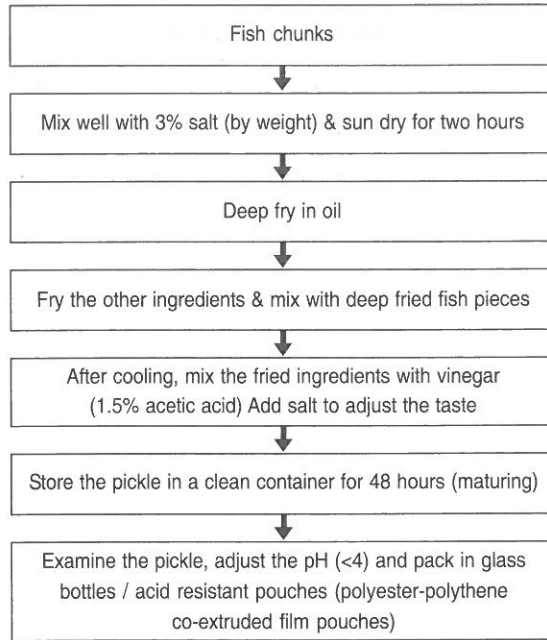 Fish chunks
Mix well with 3% salt (by weight) & sun dry for two hours
Deep fry in oil
Fry the other ingredients & mix with deep fried fish pieces
After cooling, mix the fried ingredients with vinegar
(1.5% acetic acid) Add salt to adjust the taste
Store the pickle in a clean container for 48 hours (maturing)
Examine the pickle, adjust the pH (<4) and pack in glass
bottles / acid resistant pouches (polyester-polythene
co-extruded film pouches)